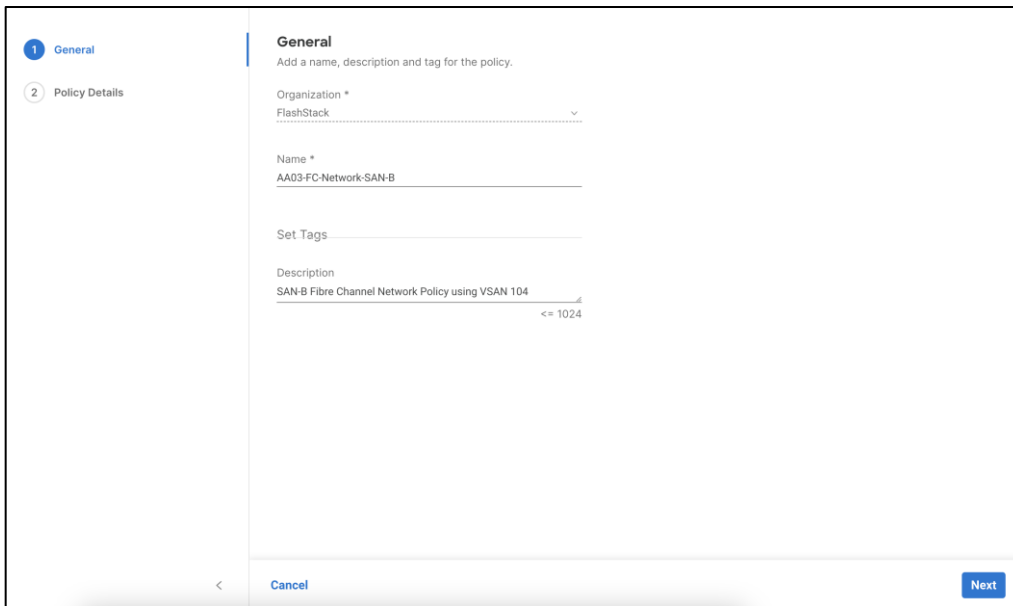 1 General
2 Policy Details
General
Add a name, description and tag for the policy.
Organization *
FlashStack
Name *
AA03-FC-Network-SAN-B
Set Tags
Description
SAN-B Fibre Channel Network Policy using VSAN 104
<= 1024
< Cancel Next